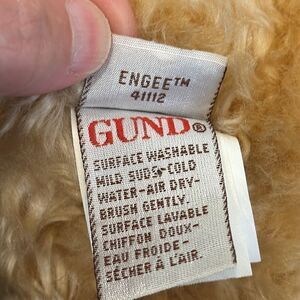 ENGEE™
41112
GUND®
SURFACE WASHABLE
MILD SUDS-COLD
WATER-AIR DRY-
BRUSH GENTLY.
SURFACE LAVABLE
CHIFFON DOUX-
EAU FROIDE-
SÉCHER À L'AIR.